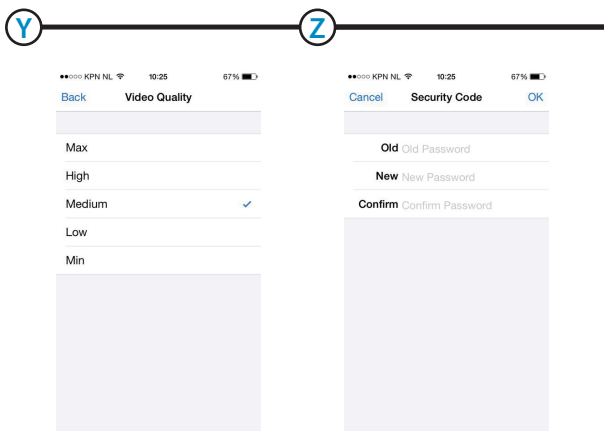 Y
Z
KPN NL 10:25 67%
Back Video Quality
Max
High
Medium
Low
Min
KPN NL 10:25 67%
Cancel Security Code OK
Old Old Password
New New Password
Confirm Confirm Password